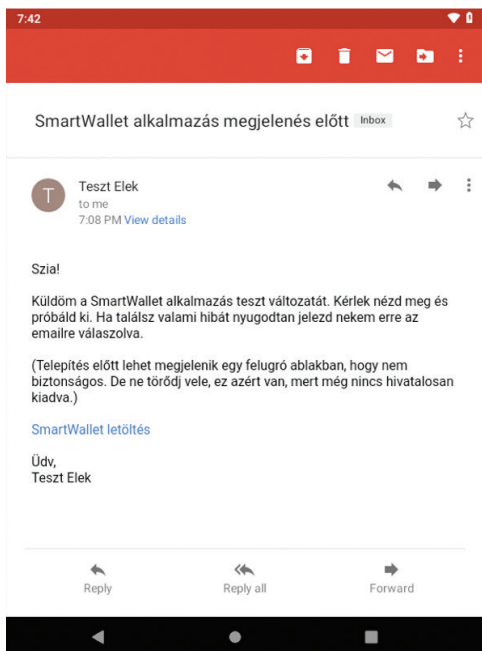 7:42
SmartWallet alkalmazás megjelenés előtt Inbox
T
Teszt Elek
to me
7:08 PM View details
Szia!
Küldöm a SmartWallet alkalmazás teszt változatát. Kérlek nézd meg és
próbáld ki. Ha találsz valami hibát nyugodtan jelezd nekem erre az
emailre válaszolva.
(Telepítés előtt lehet megjelenik egy felugró ablakban, hogy nem
biztonságos. De ne törődj vele, ez azért van, mert még nincs hivatalosan
kiadva.)
SmartWallet letöltés
Üdv,
Teszt Elek
Reply Reply all Forward